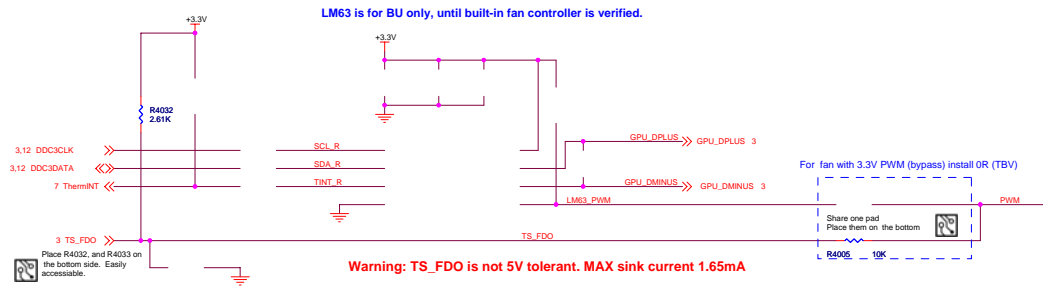 LM63 is for BU only, until built-in fan controller is verified.
+3.3V
+3.3V
R4032
2.61K
3,12 DDC3CLK
SCL_R
GPU_DPLUS
GPU_DPLUS 3
3,12 DDC3DATA
SDA_R
For fan with 3.3V PWM (bypass) install 0R (TBV)
7 ThermINT
TINT_R
GPU_DMINUS
GPU_DMINUS 3
LM63_PWM
PWM
Share one pad
Place them on the bottom
3 TS_FDO
TS_FDO
R4005 10K
Place R4032, and R4033 on
the bottom side. Easily
accessiable.
Warning: TS_FDO is not 5V tolerant. MAX sink current 1.65mA